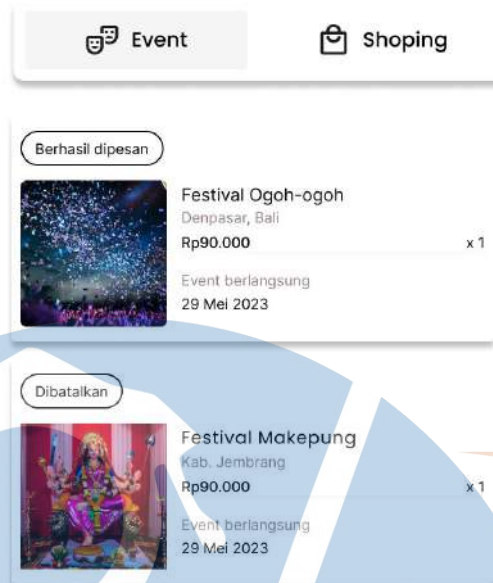 Event
Shoping
Berhasil dipesan
Festival Ogoh-ogoh
Denpasar, Bali
Rp90.000 x 1
Event berlangsung
29 Mei 2023
Dibatalkan
Festival Makepung
Kab. Jembrang
Rp90.000 x 1
Event berlangsung
29 Mei 2023